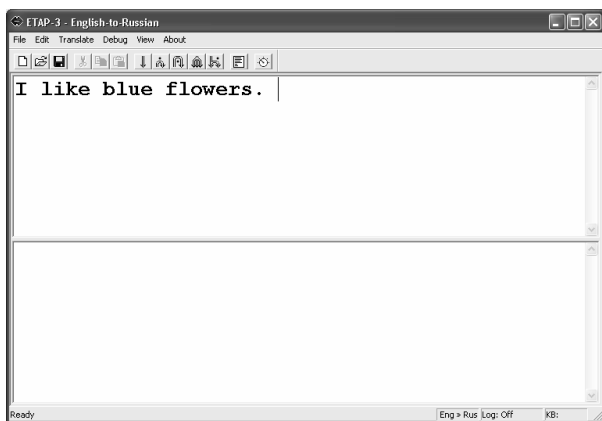 ETAP-3 - English-to-Russian
File Edit Translate Debug View About
I like blue flowers.
Ready Eng » Rus Log: Off KB: